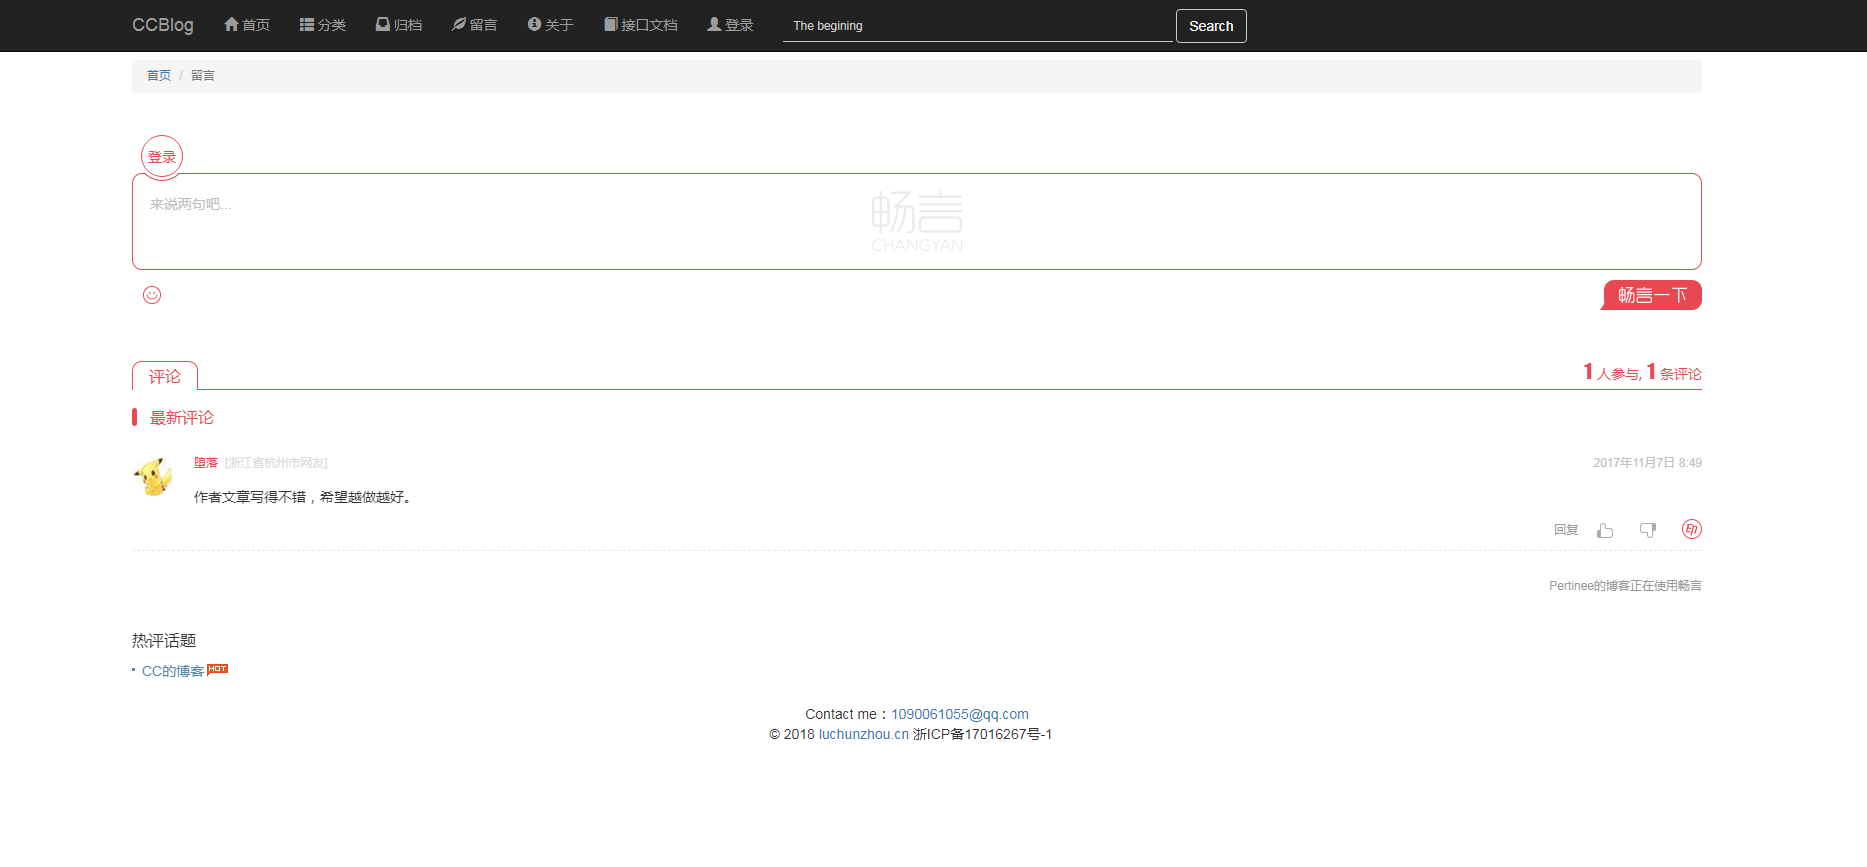 CCBlog 首页 分类 归档 留言 关于 接口文档 登录 The begining Search
首页 / 留言
登录
来说两句吧...
畅言
CHANGYAN
畅言一下
评论 1 人参与, 1 条评论
最新评论
堕落 [浙江省杭州市网友] 2017年11月7日 8:49
作者文章写得不错，希望越做越好。
回复 印
Pertinee的博客正在使用畅言
热评话题
CC的博客 HOT
Contact me：1090061055@qq.com
© 2018 luchunzhou.cn 浙ICP备17016267号-1